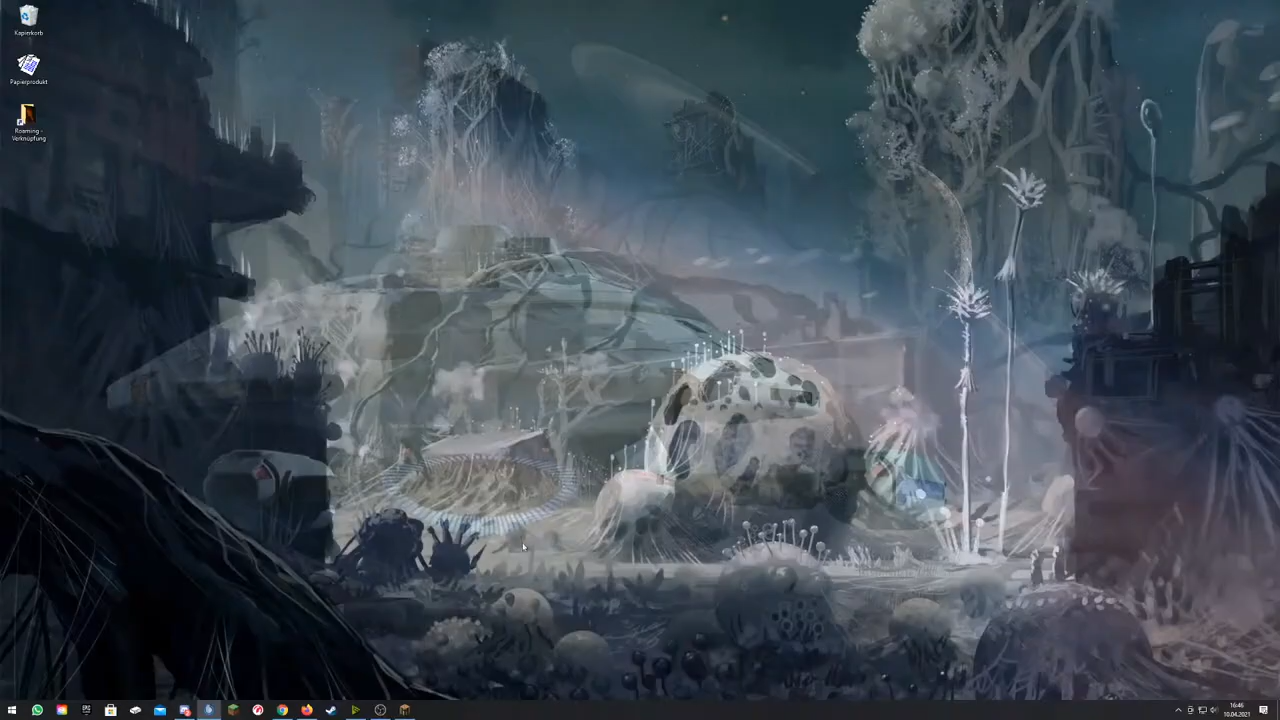 Papierkorb
Papierprodukt
Roaming -
Verknüpfung
16:46
10.04.2021